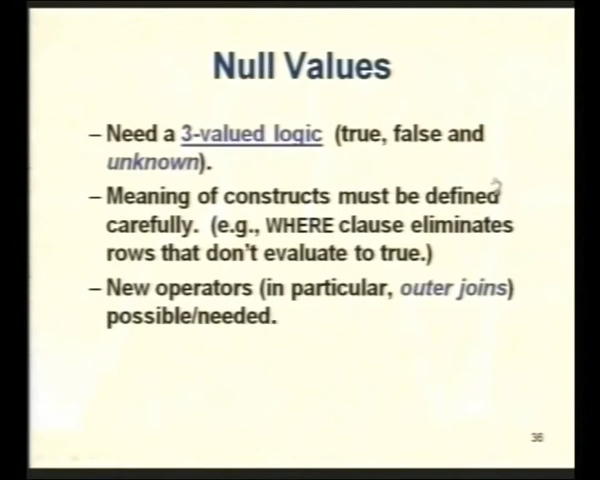 Null Values
– Need a 3-valued logic (true, false and
unknown).
– Meaning of constructs must be defined
carefully. (e.g., WHERE clause eliminates
rows that don't evaluate to true.)
– New operators (in particular, outer joins)
possible/needed.
36